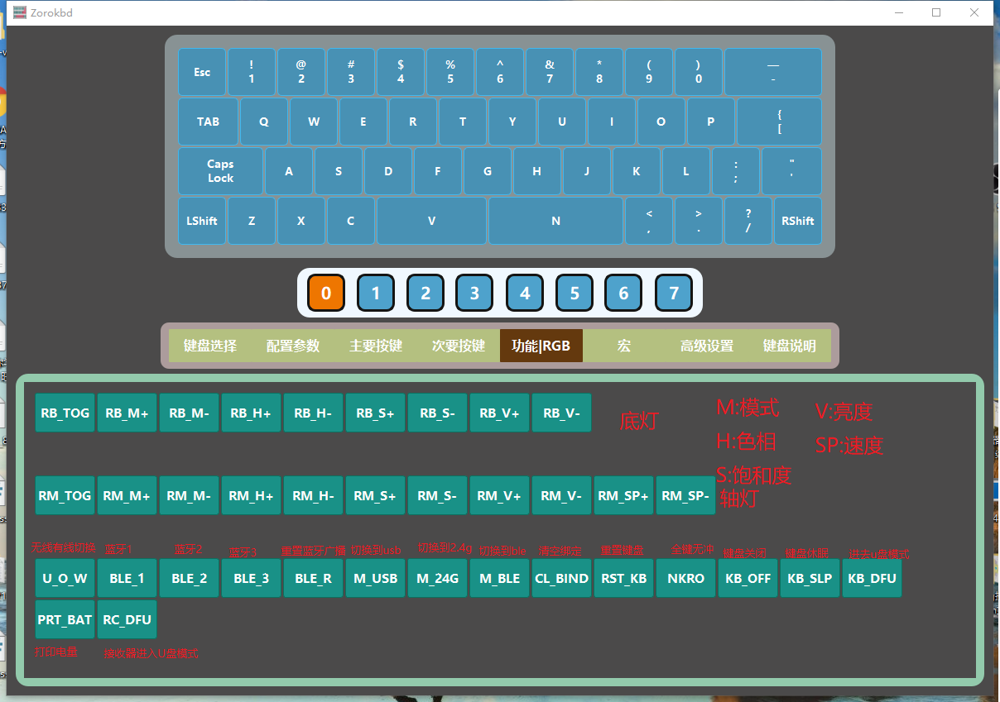 Zorokbd
Esc ! 1 @ 2 # 3 $ 4 % 5 ^ 6 & 7 * 8 ( 9 ) 0 — -
TAB Q W E R T Y U I O P { [
Caps Lock A S D F G H J K L : ; " '
LShift Z X C V N < , > . ? / RShift
0 1 2 3 4 5 6 7
键盘选择 配置参数 主要按键 次要按键 功能|RGB 宏 高级设置 键盘说明
RB_TOG RB_M+ RB_M- RB_H+ RB_H- RB_S+ RB_S- RB_V+ RB_V- 底灯
M:模式 V:亮度
H:色相 SP:速度
S:饱和度
RM_TOG RM_M+ RM_M- RM_H+ RM_H- RM_S+ RM_S- RM_V+ RM_V- RM_SP+ RM_SP- 轴灯
无线有线切换 蓝牙1 蓝牙2 蓝牙3 重置蓝牙广播 切换到usb 切换到2.4g 切换到ble 清空绑定 重置键盘 全键无冲 键盘关闭 键盘休眠 进去u盘模式
U_O_W BLE_1 BLE_2 BLE_3 BLE_R M_USB M_24G M_BLE CL_BIND RST_KB NKRO KB_OFF KB_SLP KB_DFU
PRT_BAT RC_DFU
打印电量 接收器进入U盘模式